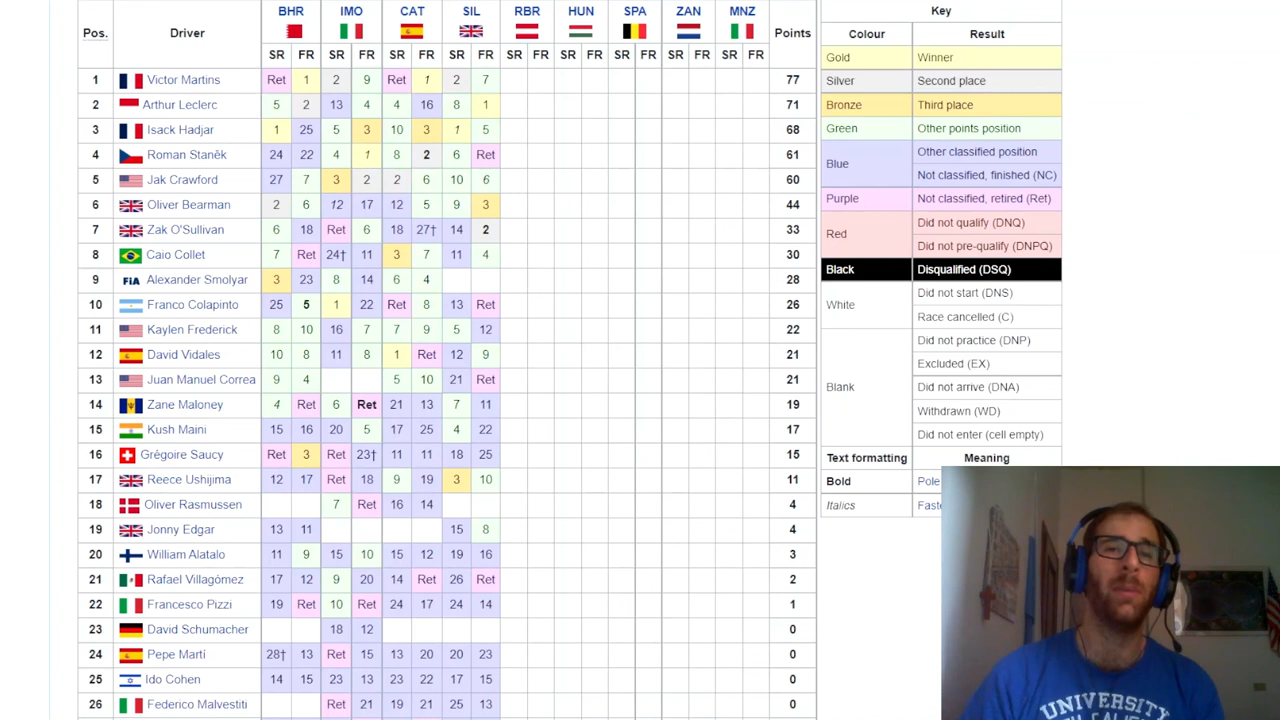 BHR IMO CAT SIL RBR HUN SPA ZAN MNZ
Pos. Driver Points
SR FR SR FR SR FR SR FR SR FR SR FR SR FR SR FR SR FR
1 Victor Martins Ret 1 2 9 Ret 1 2 7 77
2 Arthur Leclerc 5 2 13 4 4 16 8 1 71
3 Isack Hadjar 1 25 5 3 10 3 1 5 68
4 Roman Staněk 24 22 4 1 8 2 6 Ret 61
5 Jak Crawford 27 7 3 2 2 6 10 6 60
6 Oliver Bearman 2 6 12 17 12 5 9 3 44
7 Zak O'Sullivan 6 18 Ret 6 18 27† 14 2 33
8 Caio Collet 7 Ret 24† 11 3 7 11 4 30
9 FiA Alexander Smolyar 3 23 8 14 6 4 28
10 Franco Colapinto 25 5 1 22 Ret 8 13 Ret 26
11 Kaylen Frederick 8 10 16 7 7 9 5 12 22
12 David Vidales 10 8 11 8 1 Ret 12 9 21
13 Juan Manuel Correa 9 4 5 10 21 Ret 21
14 Zane Maloney 4 Ret 6 Ret 21 13 7 11 19
15 Kush Maini 15 16 20 5 17 25 4 22 17
16 Grégoire Saucy Ret 3 Ret 23† 11 11 18 25 15
17 Reece Ushijima 12 17 Ret 18 9 19 3 10 11
18 Oliver Rasmussen 7 Ret 16 14 4
19 Jonny Edgar 13 11 15 8 4
20 William Alatalo 11 9 15 10 15 12 19 16 3
21 Rafael Villagómez 17 12 9 20 14 Ret 26 Ret 2
22 Francesco Pizzi 19 Ret 10 Ret 24 17 24 14 1
23 David Schumacher 18 12 0
24 Pepe Martí 28† 13 Ret 15 13 20 20 23 0
25 Ido Cohen 14 15 23 13 23 22 17 15 0
26 Federico Malvestiti Ret 21 19 21 25 13 0
Key
Colour Result
Gold Winner
Silver Second place
Bronze Third place
Green Other points position
Blue Other classified position
Not classified, finished (NC)
Purple Not classified, retired (Ret)
Red Did not qualify (DNQ)
Did not pre-qualify (DNPQ)
Black Disqualified (DSQ)
White Did not start (DNS)
Race cancelled (C)
Blank Did not practice (DNP)
Excluded (EX)
Did not arrive (DNA)
Withdrawn (WD)
Did not enter (cell empty)
Text formatting Meaning
Bold Pole
Italics
UNIVERSITY